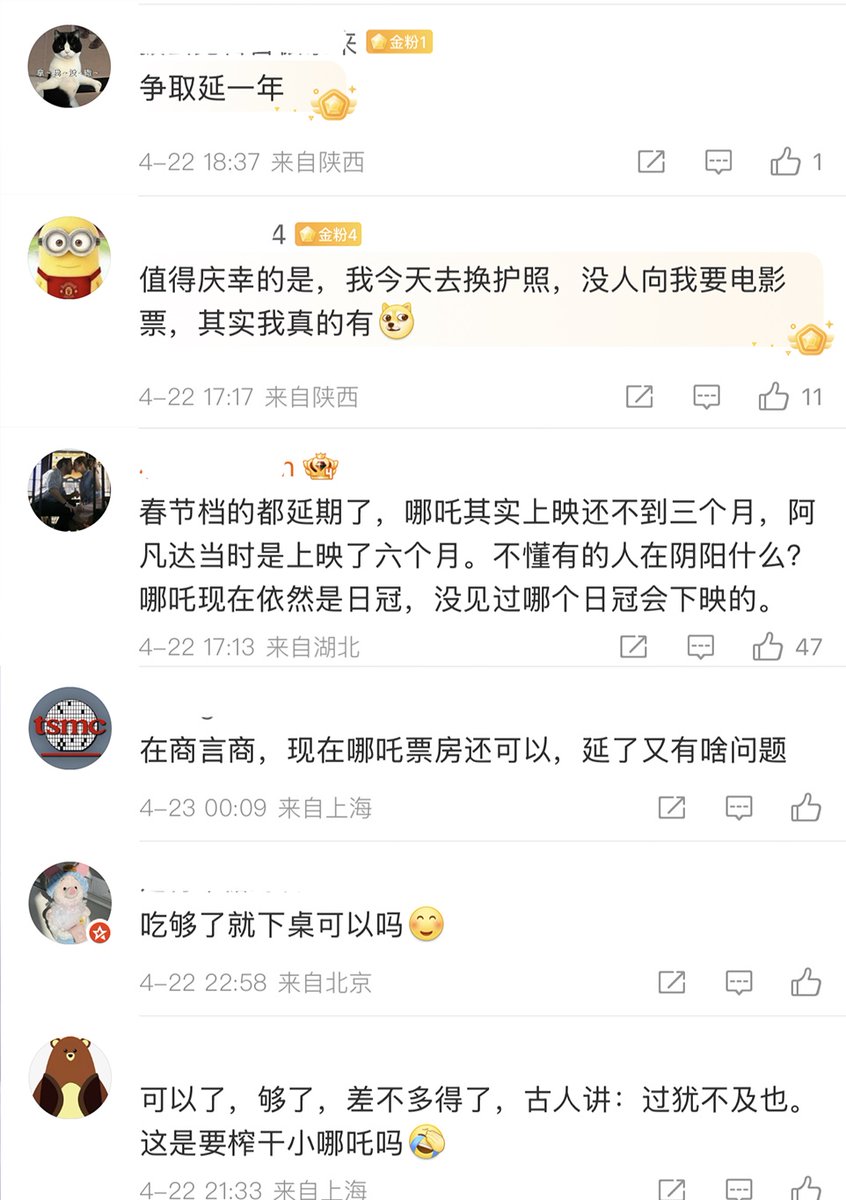 金粉1
争取延一年
4-22 18:37 来自陕西
1
4
金粉4
值得庆幸的是，我今天去换护照，没人向我要电影
票，其实我真的有
4-22 17:17 来自陕西
11
春节档的都延期了，哪吒其实上映还不到三个月，阿
凡达当时是上映了六个月。不懂有的人在阴阳什么？
哪吒现在依然是日冠，没见过哪个日冠会下映的。
4-22 17:13 来自湖北
47
tsmc
在商言商，现在哪吒票房还可以，延了又有啥问题
4-23 00:09 来自上海
吃够了就下桌可以吗
4-22 22:58 来自北京
可以了，够了，差不多得了，古人讲：过犹不及也。
这是要榨干小哪吒吗
4-22 21:33 来自上海